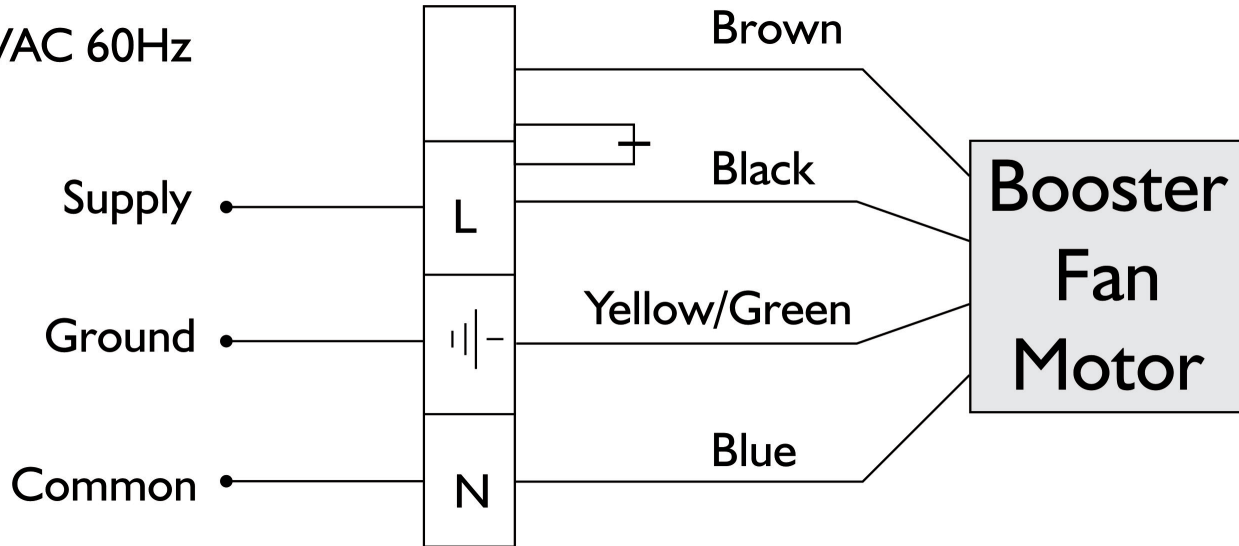 VAC 60Hz
Brown
Black
Supply
L
Yellow/Green
Ground
Blue
Common
N
Booster
Fan
Motor